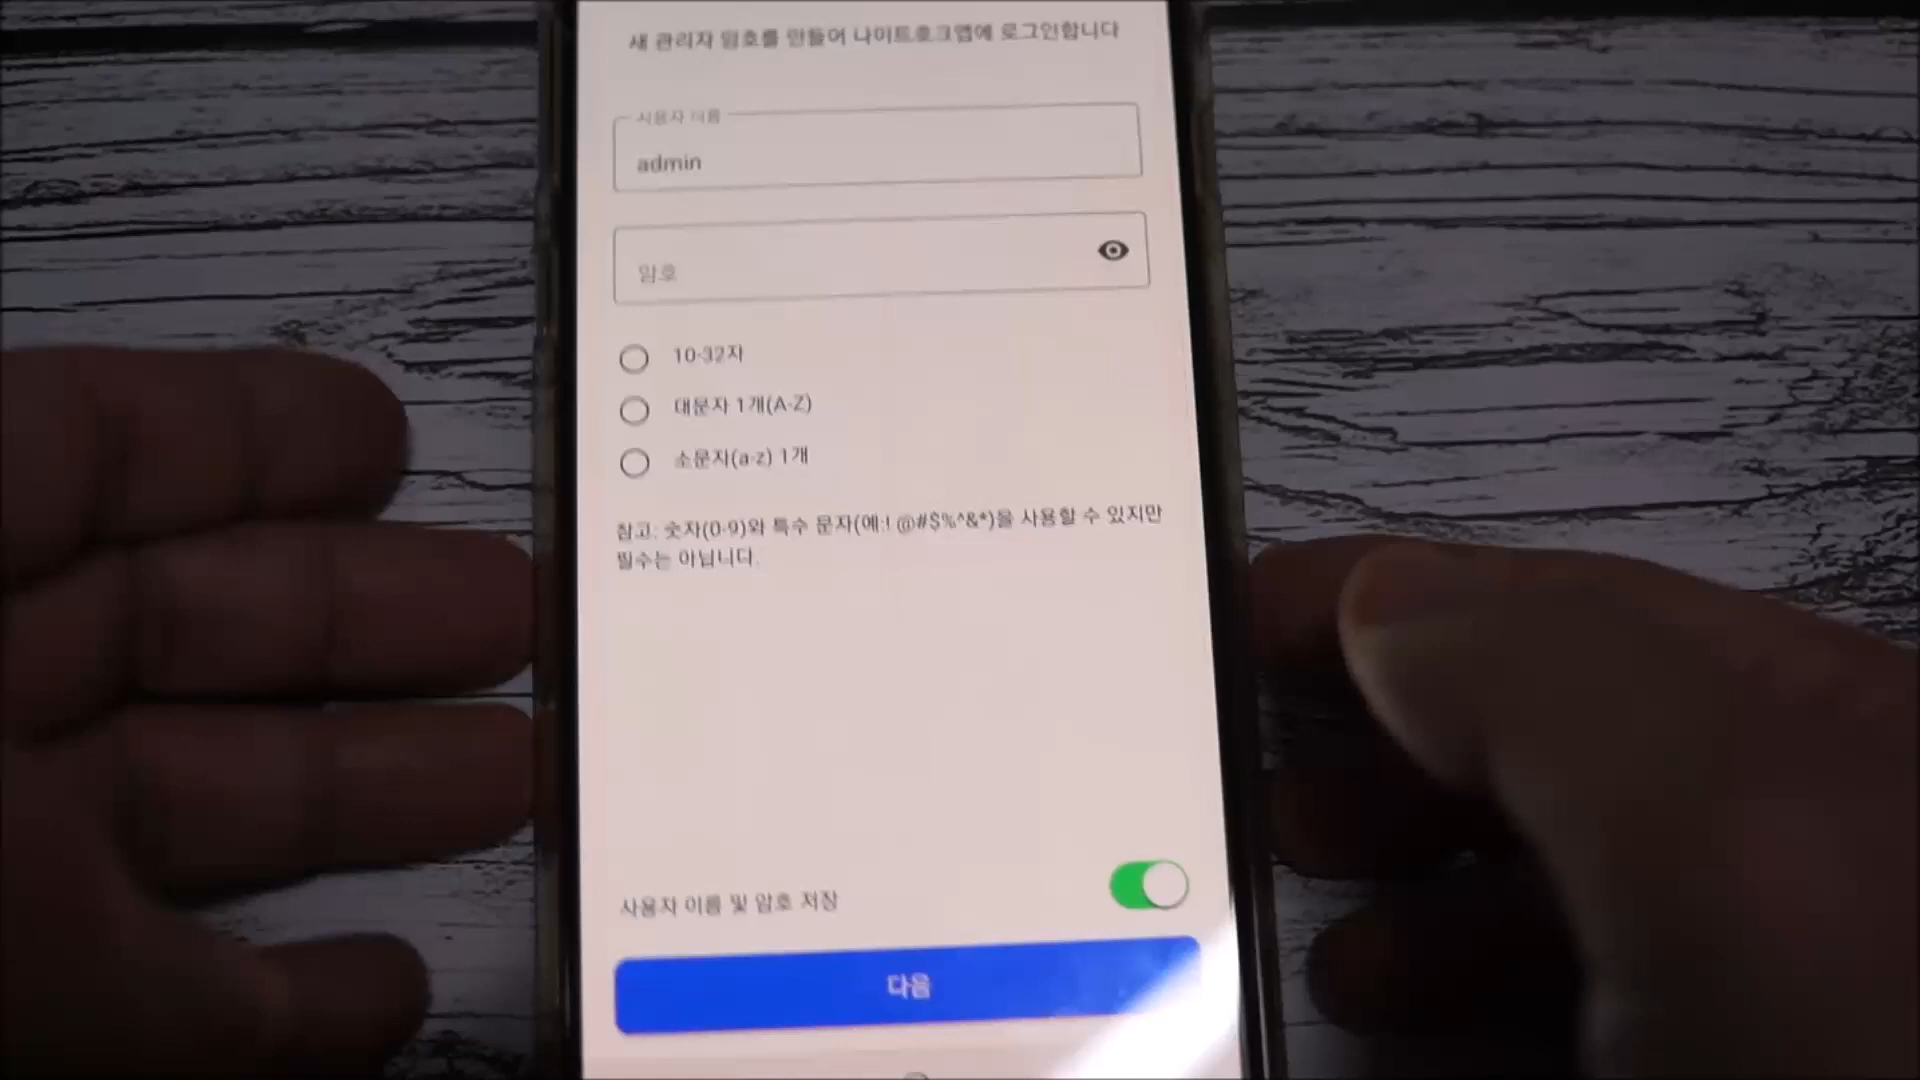 새 관리자 암호를 만들어 나이트호크앱에 로그인합니다
사용자 이름
admin
암호
10-32자
대문자 1개(A-Z)
소문자(a-z) 1개
참고: 숫자(0-9)와 특수 문자(예:! @#$%^&*)을 사용할 수 있지만
필수는 아닙니다.
사용자 이름 및 암호 저장
다음